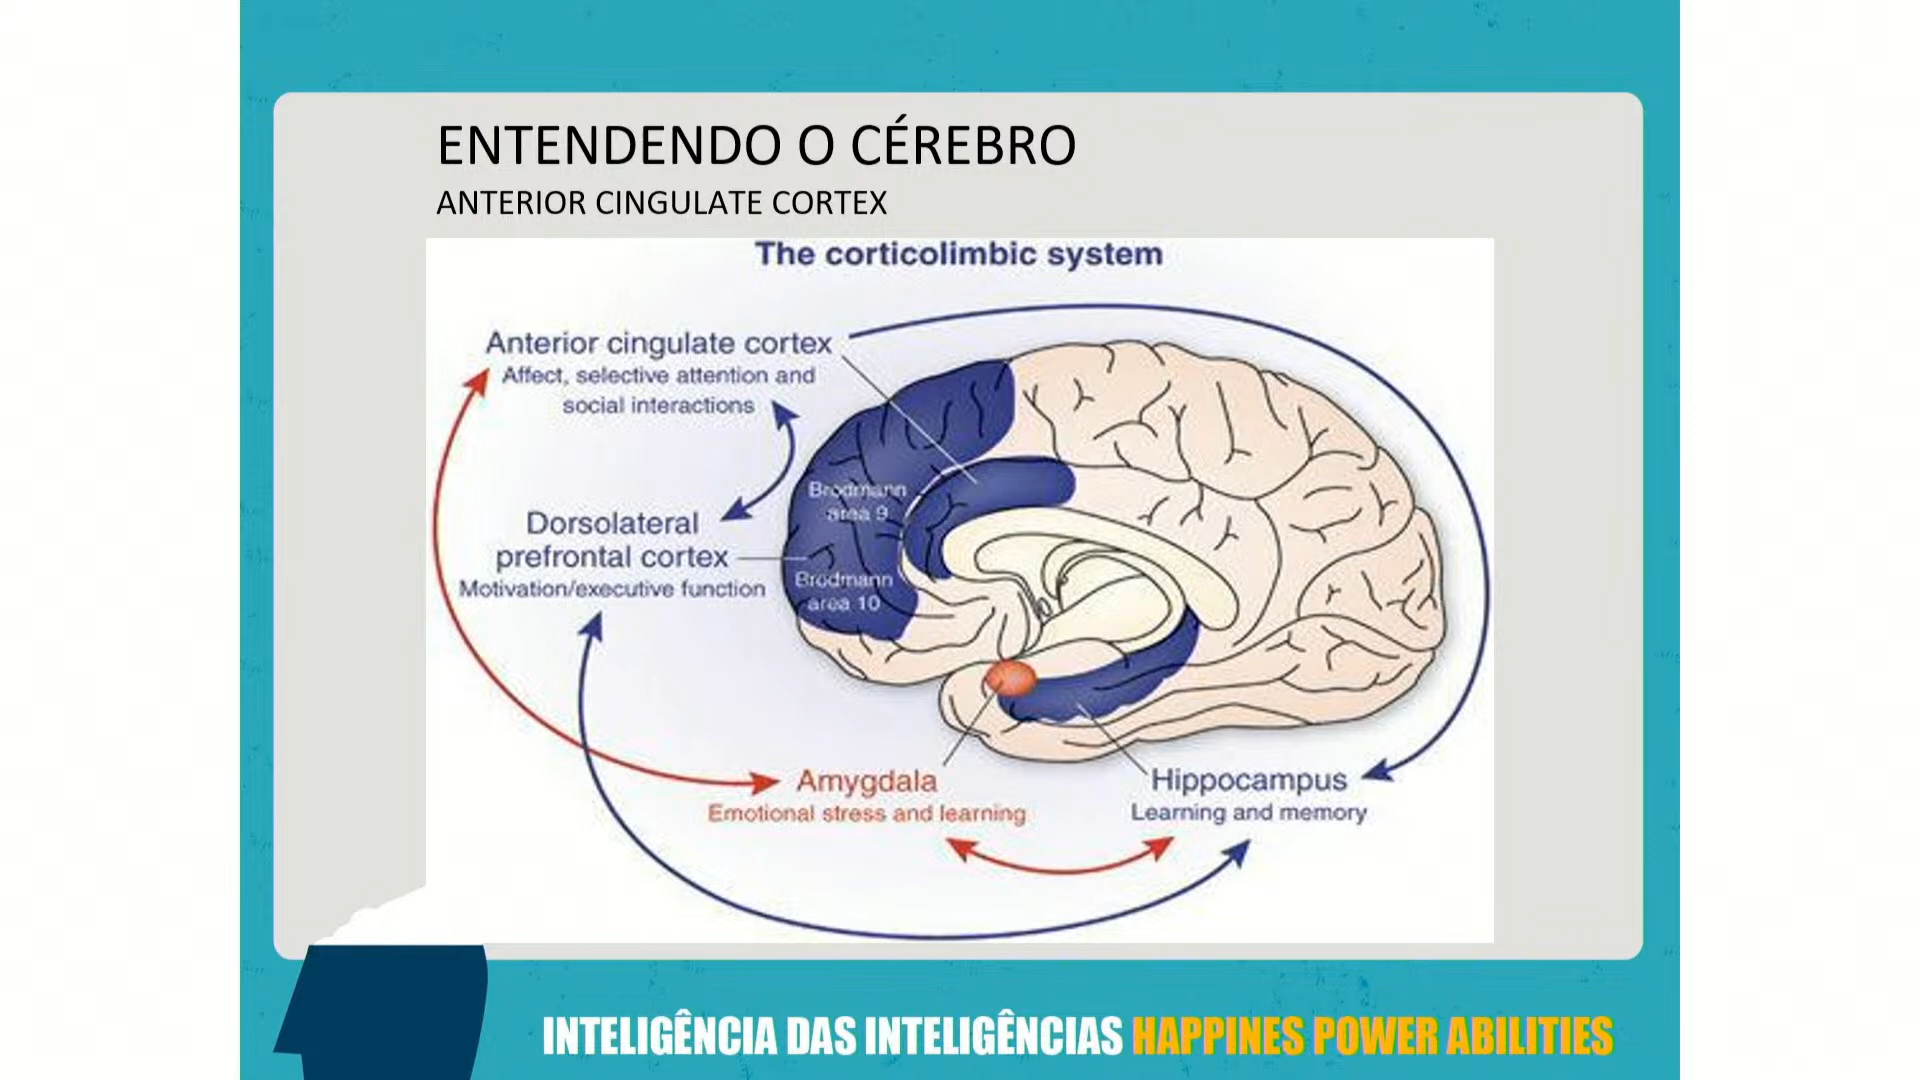 ENTENDENDO O CÉREBRO
ANTERIOR CINGULATE CORTEX
The corticolimbic system
Anterior cingulate cortex
Affect, selective attention and
social interactions
Brodmann
area 9
Dorsolateral
prefrontal cortex
Motivation/executive function
Brodmann
area 10
Amygdala
Emotional stress and learning
Hippocampus
Learning and memory
INTELIGÊNCIA DAS INTELIGÊNCIAS HAPPINES POWER ABILITIES